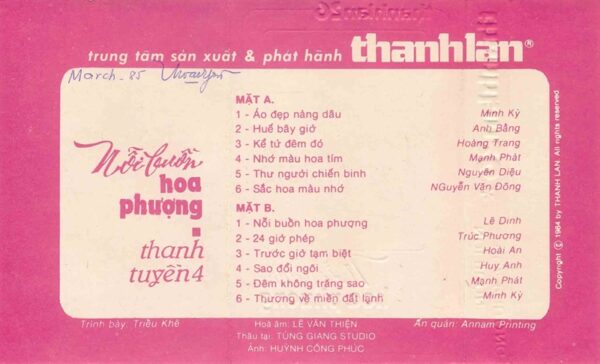 trung tâm sản xuất & phát hành thanhlan®
March - 85
MẶT A.
1 - Áo đẹp nàng dâu Minh Kỳ
2 - Huế bây giờ Anh Bằng
3 - Kể từ đêm đó Hoàng Trang
4 - Nhớ màu hoa tím Mạnh Phát
5 - Thư người chiến binh Nguyên Diệu
6 - Sắc hoa màu nhớ NGuyễn Văn Đông
Nỗi buồn
hoa
phượng
thanh
tuyền 4
MẶT B.
1 - Nỗi buồn hoa phượng Lê Dinh
2 - 24 giờ phép Trúc Phương
3 - Trước giờ tạm biệt Hoài An
4 - Sao đổi ngôi Huy Anh
5 - Đêm không trăng sao Mạnh Phát
6 - Thương về miền đất lạnh Minh Kỳ
Copyright © 1984 by THANH LAN. All rights reserved
Trình bày: Triều Khê
Hoà âm: LÊ VĂN THIỆN
Ấn quán: Annam Printing
Thâu tại: TÙNG GIANG STUDIO
Ảnh: HUỲNH CÔNG PHÚC